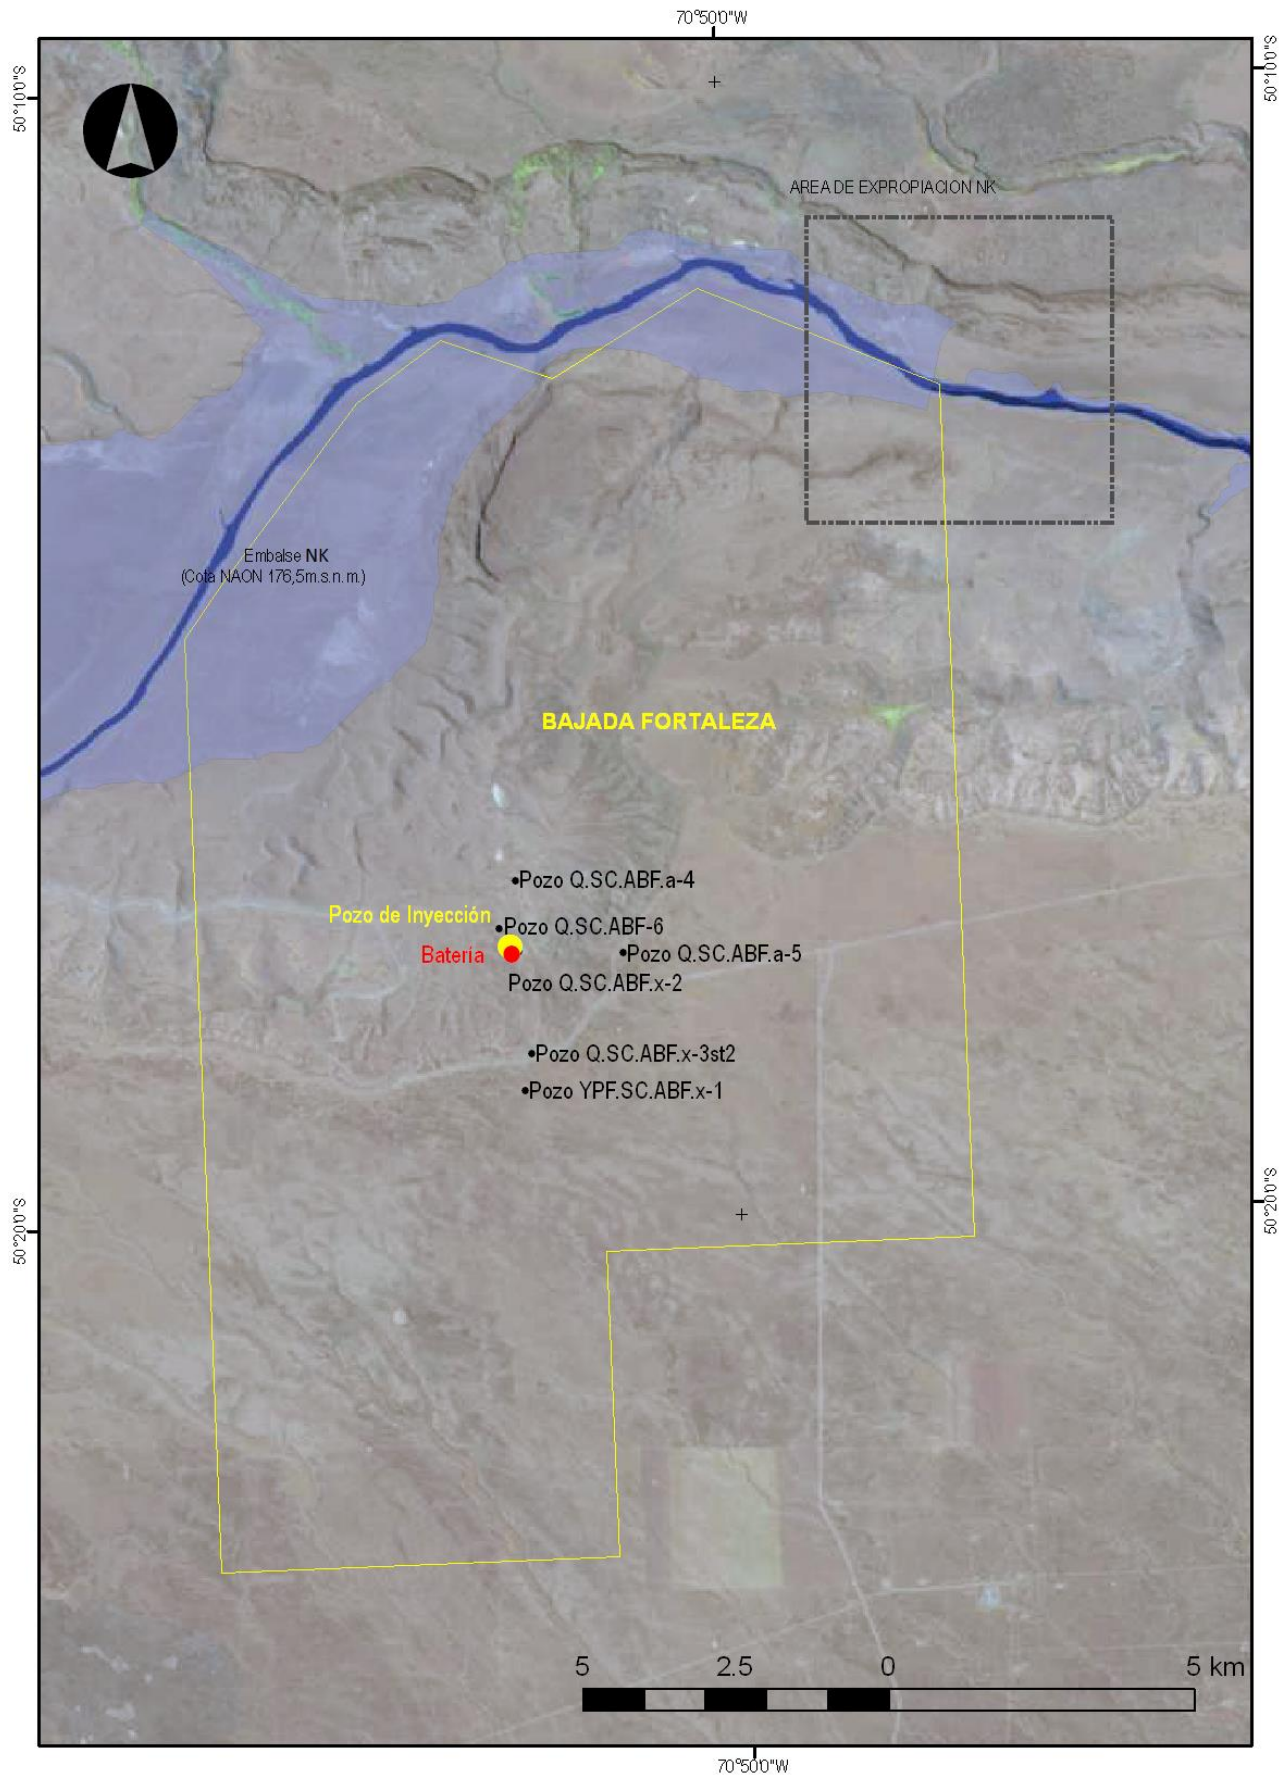 70°50'0"W
50°10'0"S
50°10'0"S
AREA DE EXPROPIACION NK
Embalse NK
(Cota NAON 176,5m.s.n.m.)
BAJADA FORTALEZA
Pozo Q.SC.ABF.a-4
Pozo de Inyección
Pozo Q.SC.ABF-6
Batería
Pozo Q.SC.ABF.a-5
Pozo Q.SC.ABF.x-2
Pozo Q.SC.ABF.x-3st2
Pozo YPF.SC.ABF.x-1
50°20'0"S
50°20'0"S
5 2.5 0 5 km
70°50'0"W